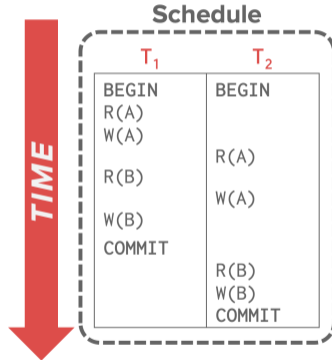 Schedule
TIME
T₁ T₂
BEGIN BEGIN
R(A)
W(A)
R(A)
R(B)
W(A)
W(B)
COMMIT
R(B)
W(B)
COMMIT